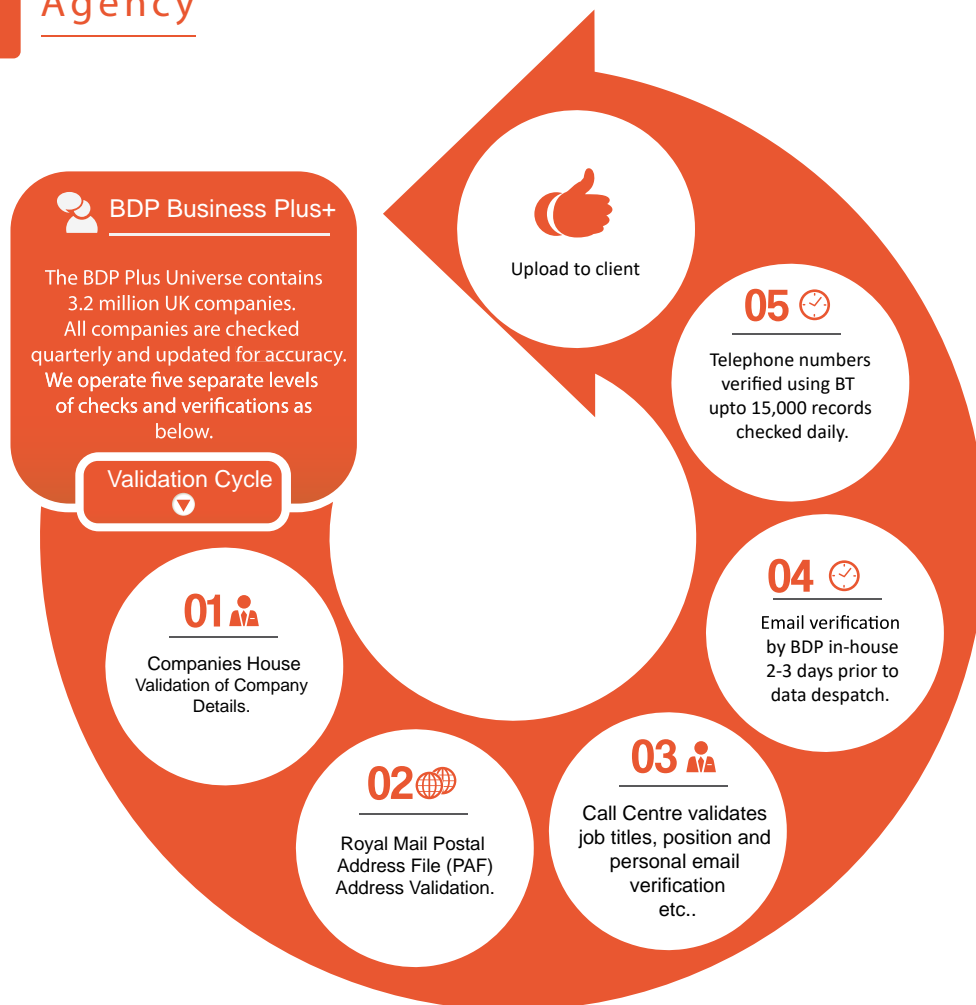 Agency
BDP Business Plus+
The BDP Plus Universe contains
3.2 million UK companies.
All companies are checked
quarterly and updated for accuracy.
We operate five separate levels
of checks and verifications as
below.
Validation Cycle
01
Companies House
Validation of Company
Details.
02
Royal Mail Postal
Address File (PAF)
Address Validation.
03
Call Centre validates
job titles, position and
personal email
verification
etc..
04
Email verification
by BDP in-house
2-3 days prior to
data despatch.
05
Telephone numbers
verified using BT
upto 15,000 records
checked daily.
Upload to client